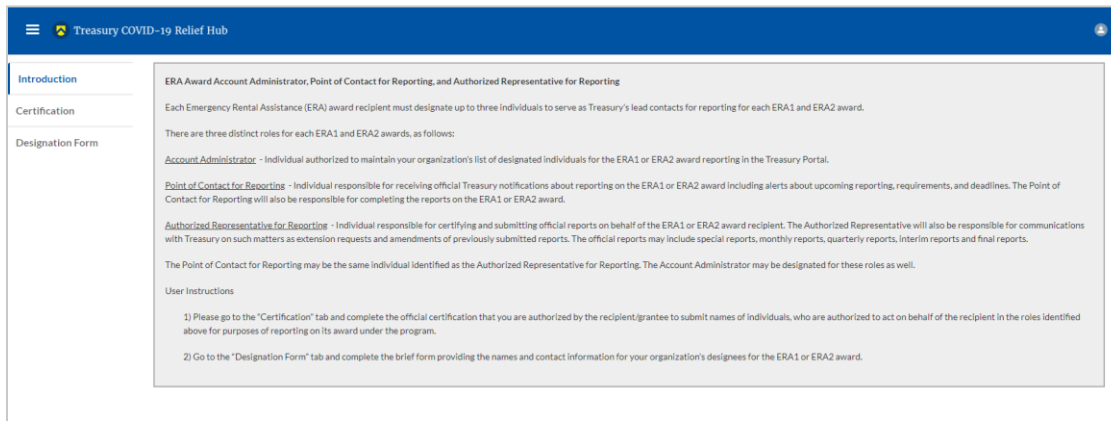 Treasury COVID-19 Relief Hub
Introduction
Certification
Designation Form
ERA Award Account Administrator, Point of Contact for Reporting, and Authorized Representative for Reporting
Each Emergency Rental Assistance (ERA) award recipient must designate up to three individuals to serve as Treasury's lead contacts for reporting for each ERA1 and ERA2 award.
There are three distinct roles for each ERA1 and ERA2 awards, as follows:
Account Administrator - Individual authorized to maintain your organization's list of designated individuals for the ERA1 or ERA2 award reporting in the Treasury Portal.
Point of Contact for Reporting - Individual responsible for receiving official Treasury notifications about reporting on the ERA1 or ERA2 award including alerts about upcoming reporting, requirements, and deadlines. The Point of
Contact for Reporting will also be responsible for completing the reports on the ERA1 or ERA2 award.
Authorized Representative for Reporting - Individual responsible for certifying and submitting official reports on behalf of the ERA1 or ERA2 award recipient. The Authorized Representative will also be responsible for communications
with Treasury on such matters as extension requests and amendments of previously submitted reports. The official reports may include special reports, monthly reports, quarterly reports, interim reports and final reports.
The Point of Contact for Reporting may be the same individual identified as the Authorized Representative for Reporting. The Account Administrator may be designated for these roles as well.
User Instructions
1) Please go to the "Certification" tab and complete the official certification that you are authorized by the recipient/grantee to submit names of individuals, who are authorized to act on behalf of the recipient in the roles identified
above for purposes of reporting on its award under the program.
2) Go to the "Designation Form" tab and complete the brief form providing the names and contact information for your organization's designees for the ERA1 or ERA2 award.